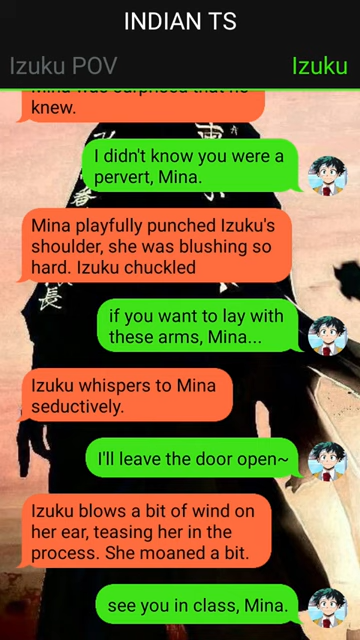 INDIAN TS
Izuku POV
Izuku
knew.
I didn't know you were a
pervert, Mina.
Mina playfully punched Izuku's
shoulder, she was blushing so
hard. Izuku chuckled
if you want to lay with
these arms, Mina...
Izuku whispers to Mina
seductively.
I'll leave the door open~
Izuku blows a bit of wind on
her ear, teasing her in the
process. She moaned a bit.
see you in class, Mina.